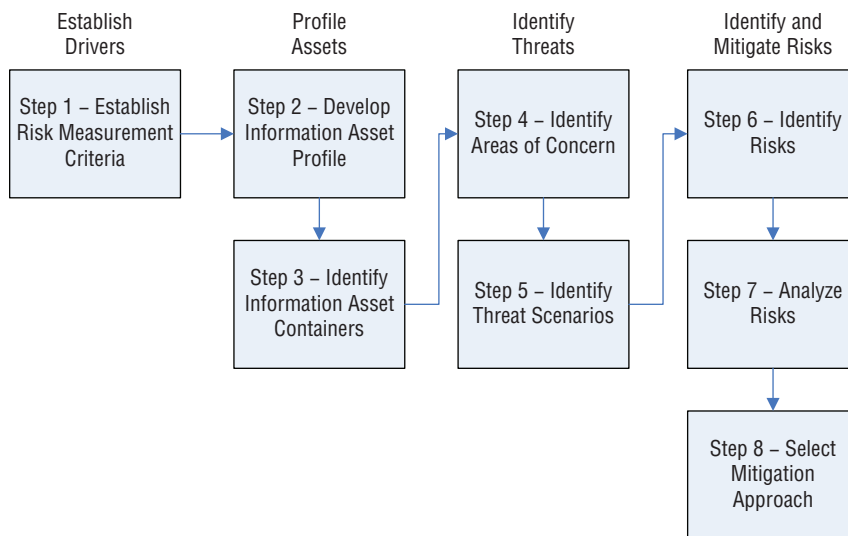 Establish
Drivers
Profile
Assets
Identify
Threats
Identify and
Mitigate Risks
Step 1 – Establish
Risk Measurement
Criteria
Step 2 – Develop
Information Asset
Profile
Step 3 – Identify
Information Asset
Containers
Step 4 – Identify
Areas of Concern
Step 5 – Identify
Threat Scenarios
Step 6 – Identify
Risks
Step 7 – Analyze
Risks
Step 8 – Select
Mitigation
Approach